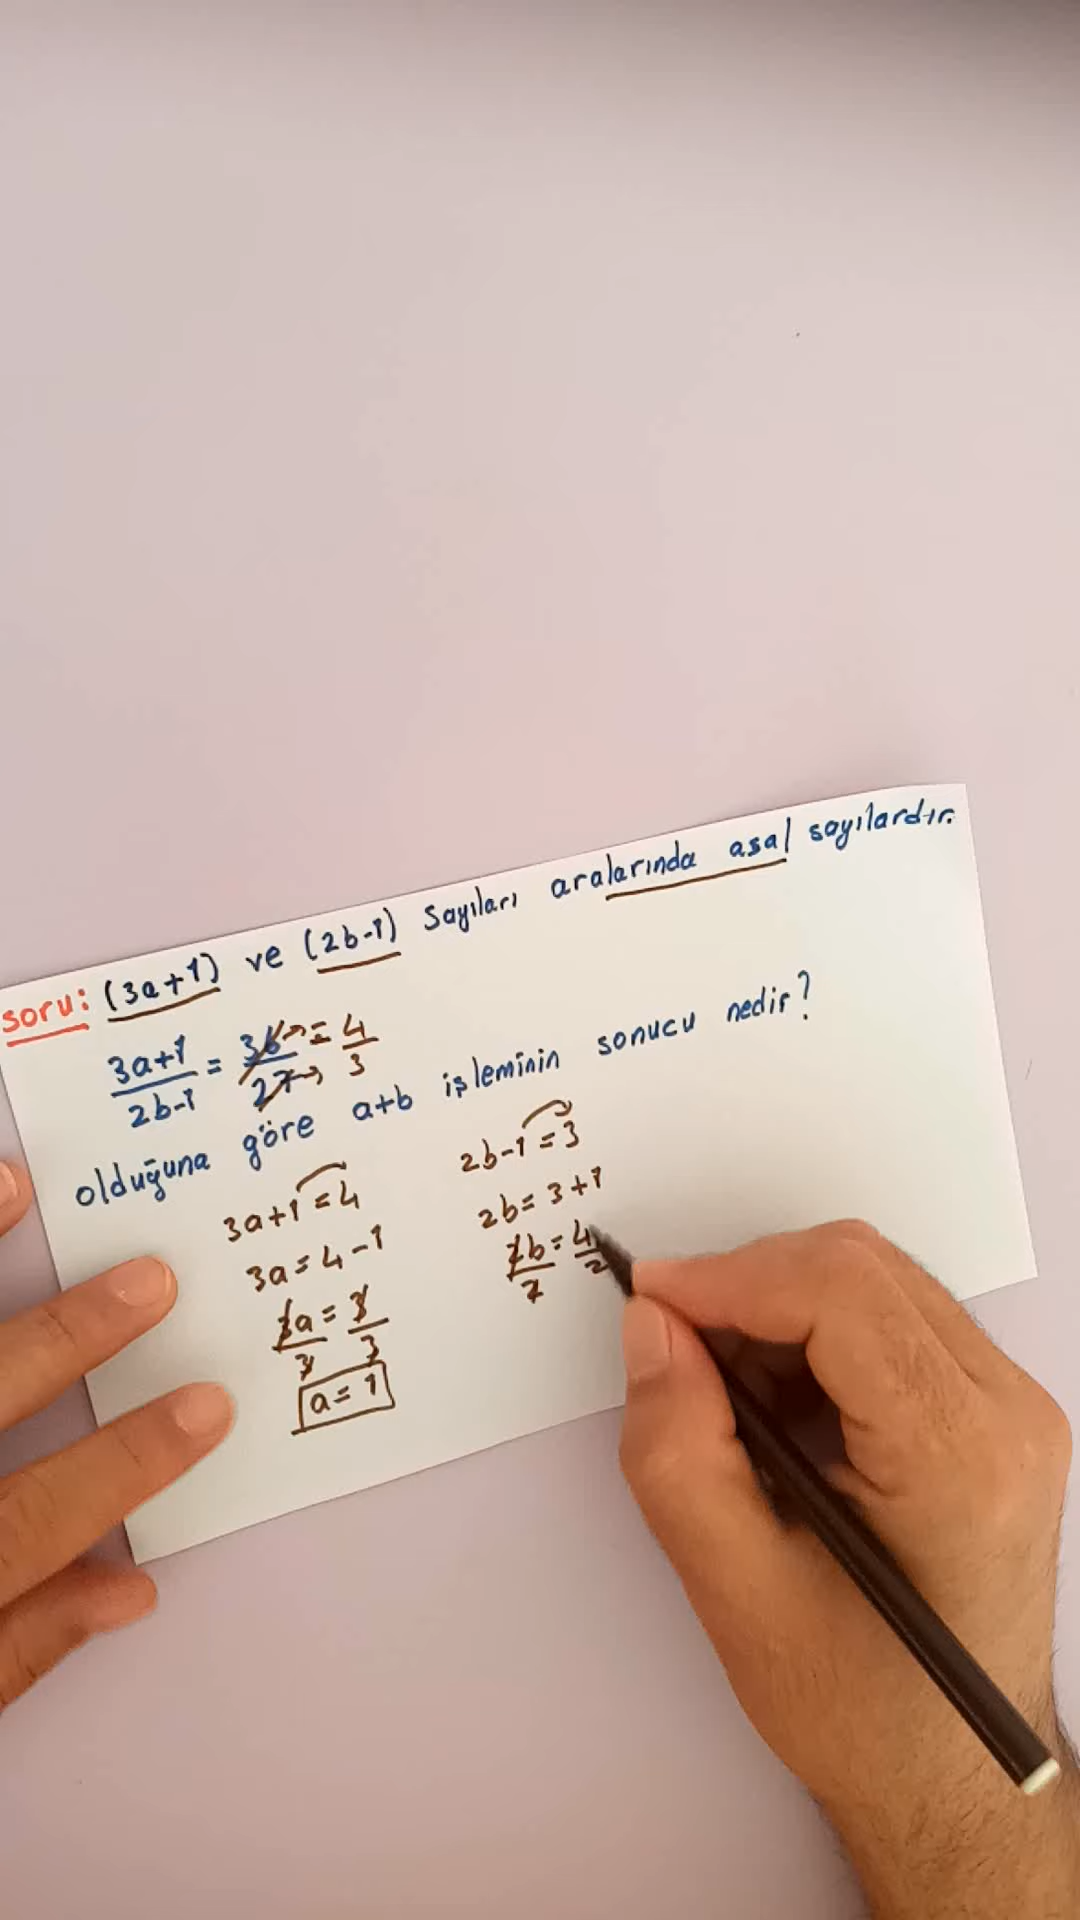 soru: (3a+1) ve (2b-1) sayıları aralarında asal sayılardır.
3a+1/2b-1 = 36/27 = 4/3
olduğuna göre a+b işleminin sonucu nedir?
3a+1 = 4
3a = 4-1
3a/3 = 3/3
a = 1
2b-1 = 3
2b = 3+1
2b/2 = 4/2